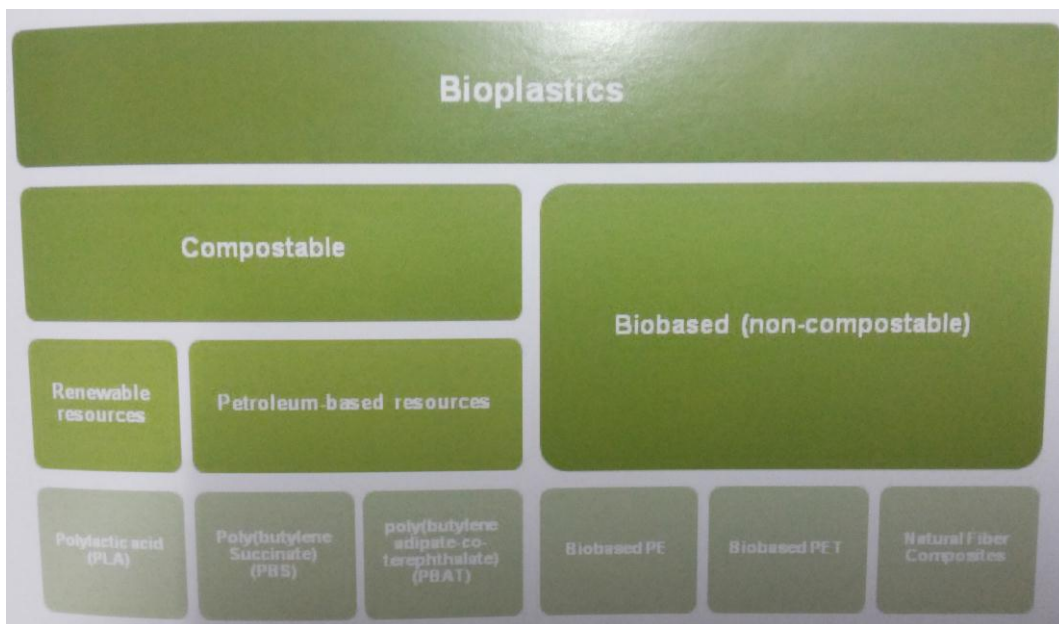 Bioplastics
Compostable
Biobased (non-compostable)
Renewable
resources
Petroleum-based resources
Polylactic acid
(PLA)
Poly(butylene
Succinate)
(PBS)
poly(butylene
adipate-co-
terephthalate)
(PBAT)
Biobased PE
Biobased PET
Natural Fiber
Composites